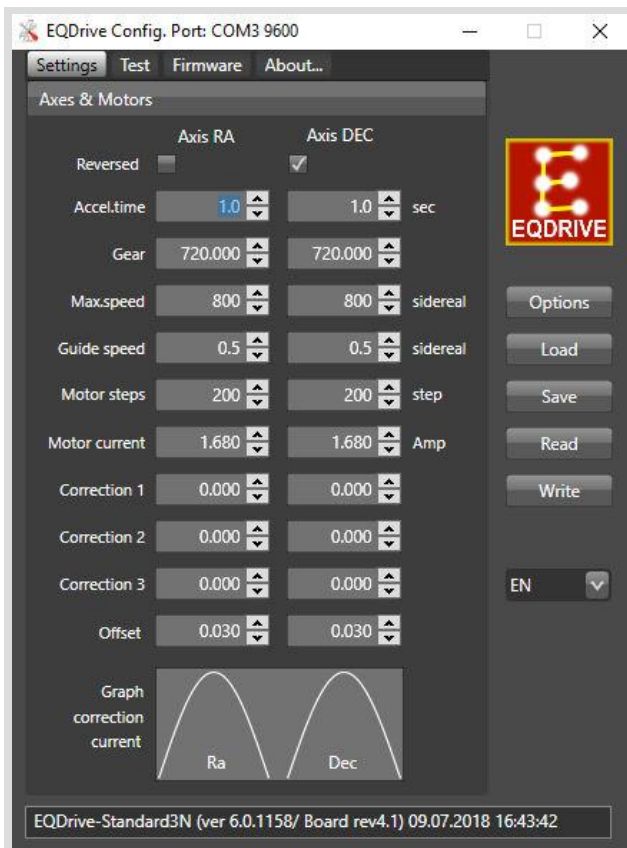 EQDrive Config. Port: COM3 9600
Settings Test Firmware About...
Axes & Motors
Axis RA Axis DEC
Reversed
Accel.time 1.0 1.0 sec
Gear 720.000 720.000
Max.speed 800 800 sidereal
Guide speed 0.5 0.5 sidereal
Motor steps 200 200 step
Motor current 1.680 1.680 Amp
Correction 1 0.000 0.000
Correction 2 0.000 0.000
Correction 3 0.000 0.000
Offset 0.030 0.030
Graph
correction
current
Ra Dec
EQDRIVE
Options
Load
Save
Read
Write
EN
EQDrive-Standard3N (ver 6.0.1158/ Board rev4.1) 09.07.2018 16:43:42